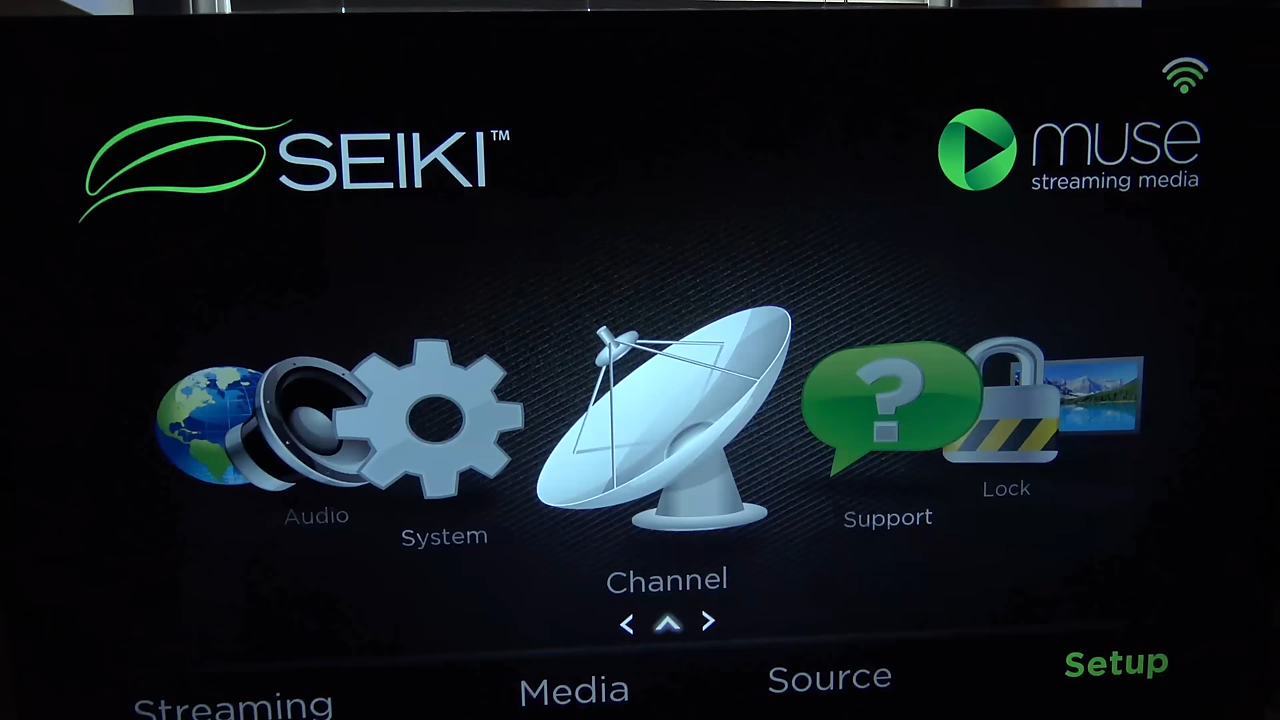 SEIKI™
muse
streaming media
?
Audio
System
Channel
Support
Lock
< ^ >
Streaming
Media
Source
Setup